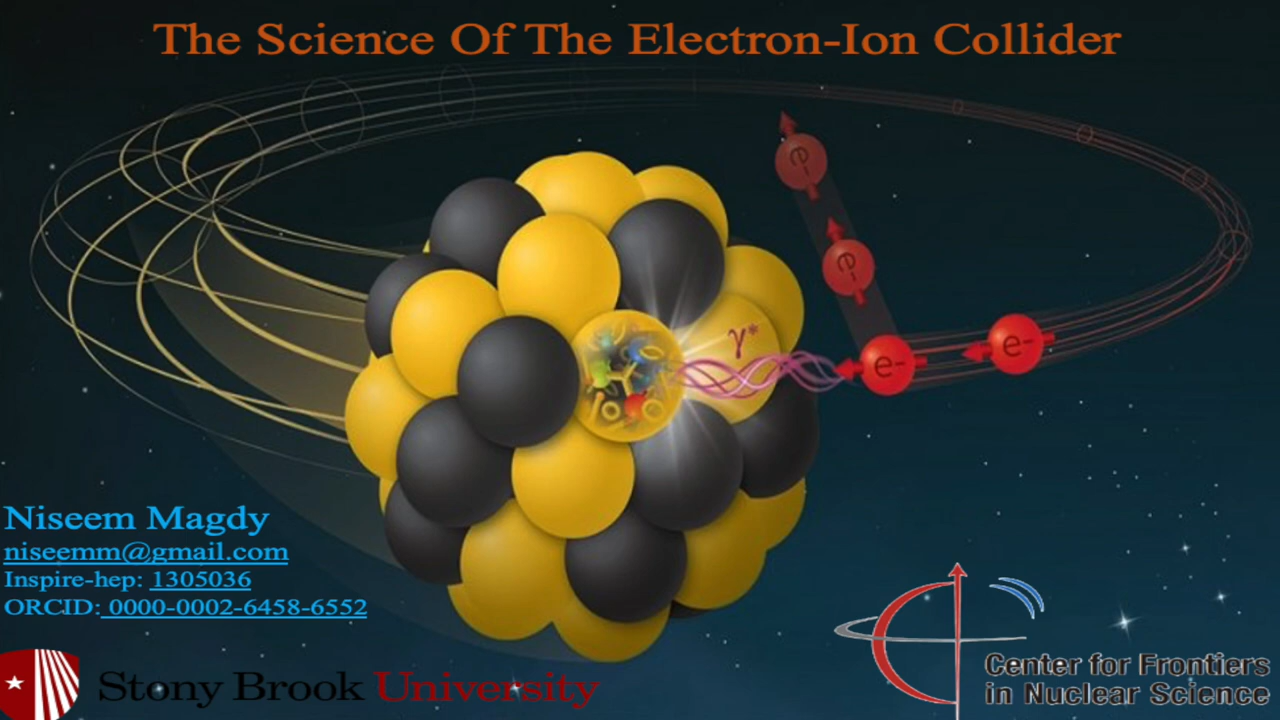 The Science Of The Electron-Ion Collider
e-
e-
γ*
e-
e-
Niseem Magdy
niseemm@gmail.com
Inspire-hep: 1305036
ORCID: 0000-0002-6458-6552
Stony Brook University
Center for Frontiers
in Nuclear Science